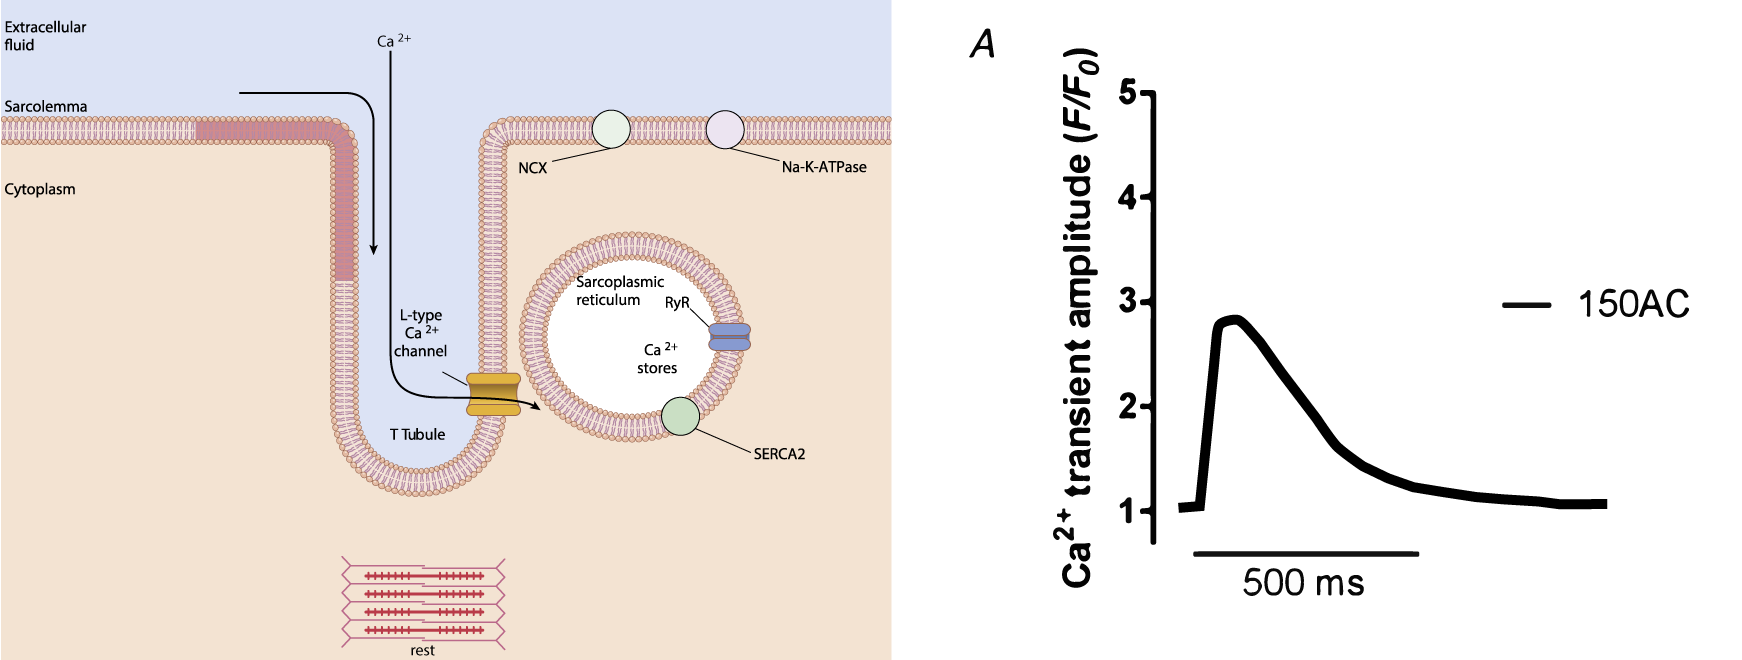 Extracellular
fluid
Ca 2+
Sarcolemma
NCX
Na-K-ATPase
Cytoplasm
Sarcoplasmic
reticulum
RyR
L-type
Ca 2+
channel
Ca 2+
stores
T Tubule
SERCA2
rest
A
Ca2+ transient amplitude (F/F0)
5
4
3
2
1
150AC
500 ms